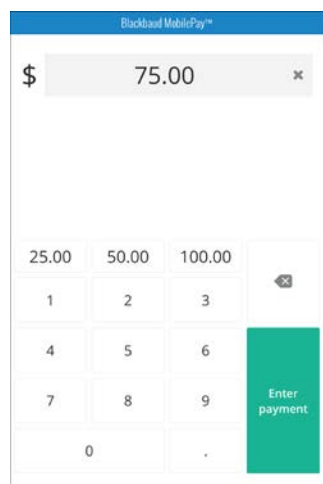 Blackbaud MobilePay™
$ 75.00 ×
25.00 50.00 100.00
1 2 3
4 5 6
7 8 9
Enter
payment
0 .